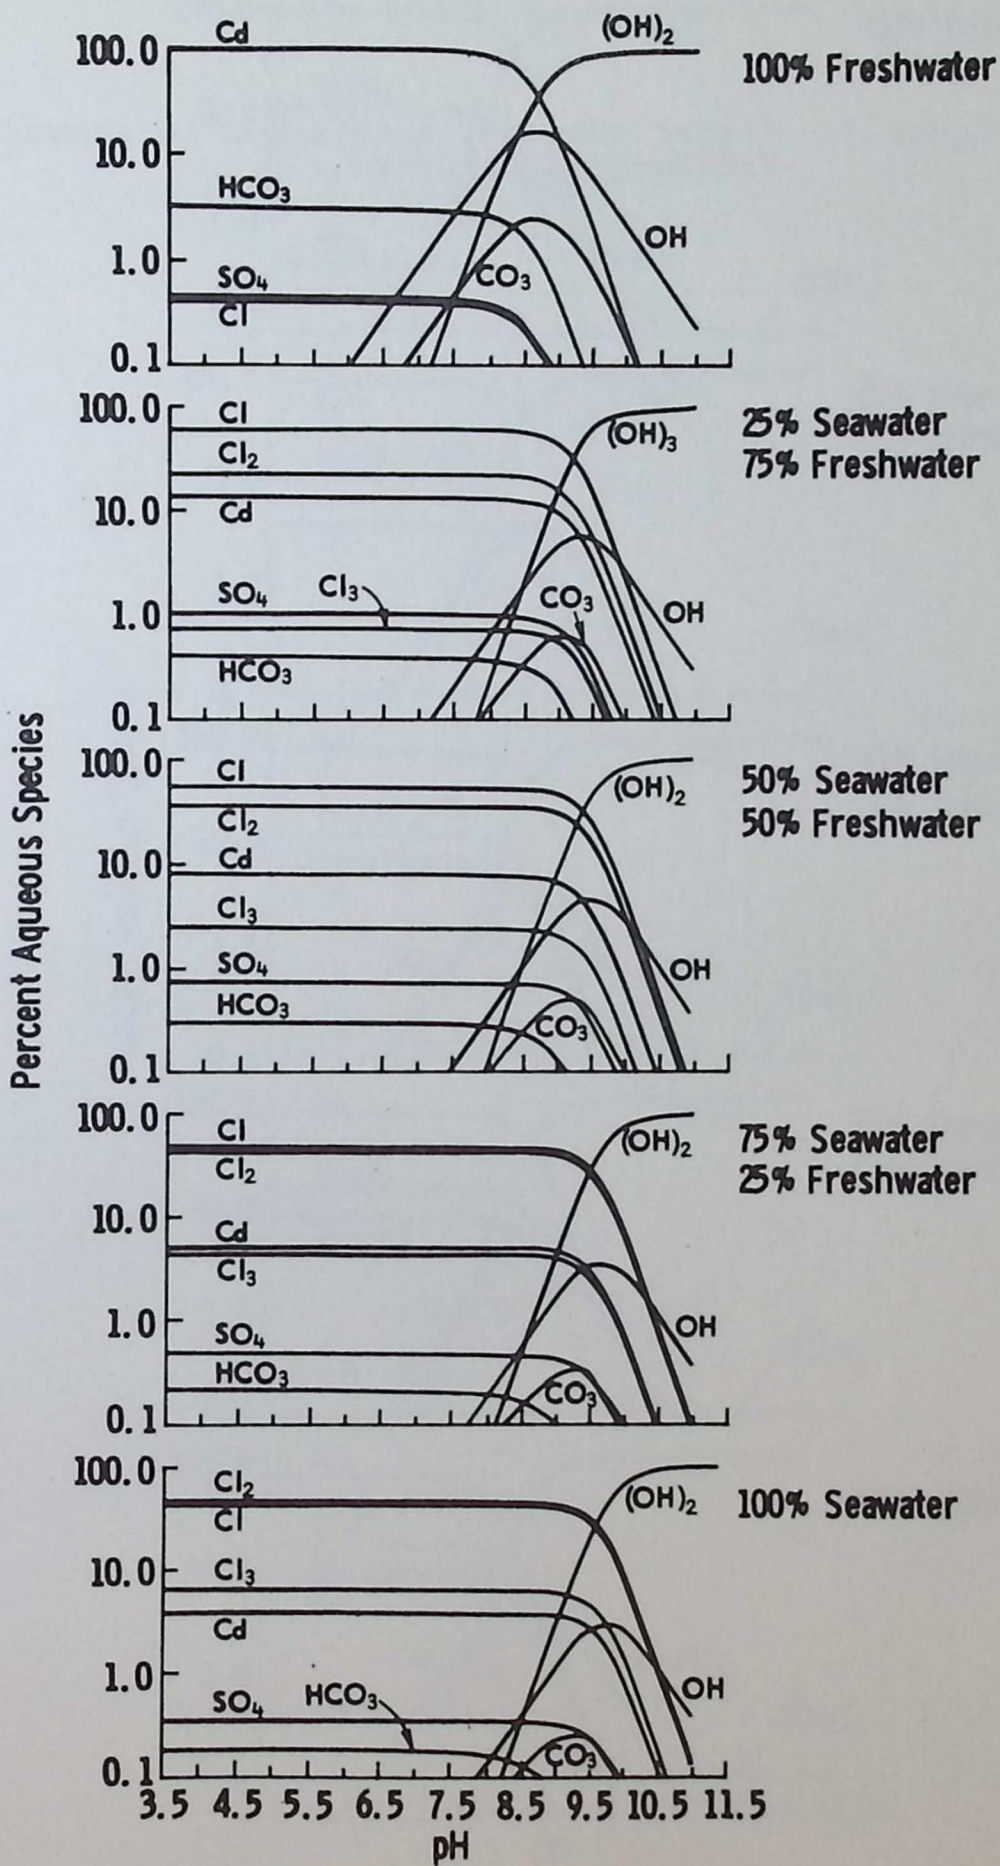 Percent Aqueous Species
Cd
(OH)₂
100.0
100% Freshwater
10.0
HCO₃
OH
1.0
SO₄
CO₃
Cl
0.1
100.0
Cl
(OH)₃
25% Seawater
75% Freshwater
Cl₂
10.0
Cd
1.0
SO₄
Cl₃
CO₃
OH
HCO₃
0.1
100.0
Cl
(OH)₂
50% Seawater
50% Freshwater
Cl₂
10.0
Cd
Cl₃
1.0
SO₄
OH
HCO₃
CO₃
0.1
100.0
Cl
(OH)₂
75% Seawater
25% Freshwater
Cl₂
10.0
Cd
Cl₃
1.0
SO₄
OH
HCO₃
CO₃
0.1
100.0
Cl₂
(OH)₂
100% Seawater
Cl
10.0
Cl₃
Cd
1.0
SO₄
HCO₃
OH
CO₃
0.1
3.5 4.5 5.5 6.5 7.5 8.5 9.5 10.5 11.5
pH